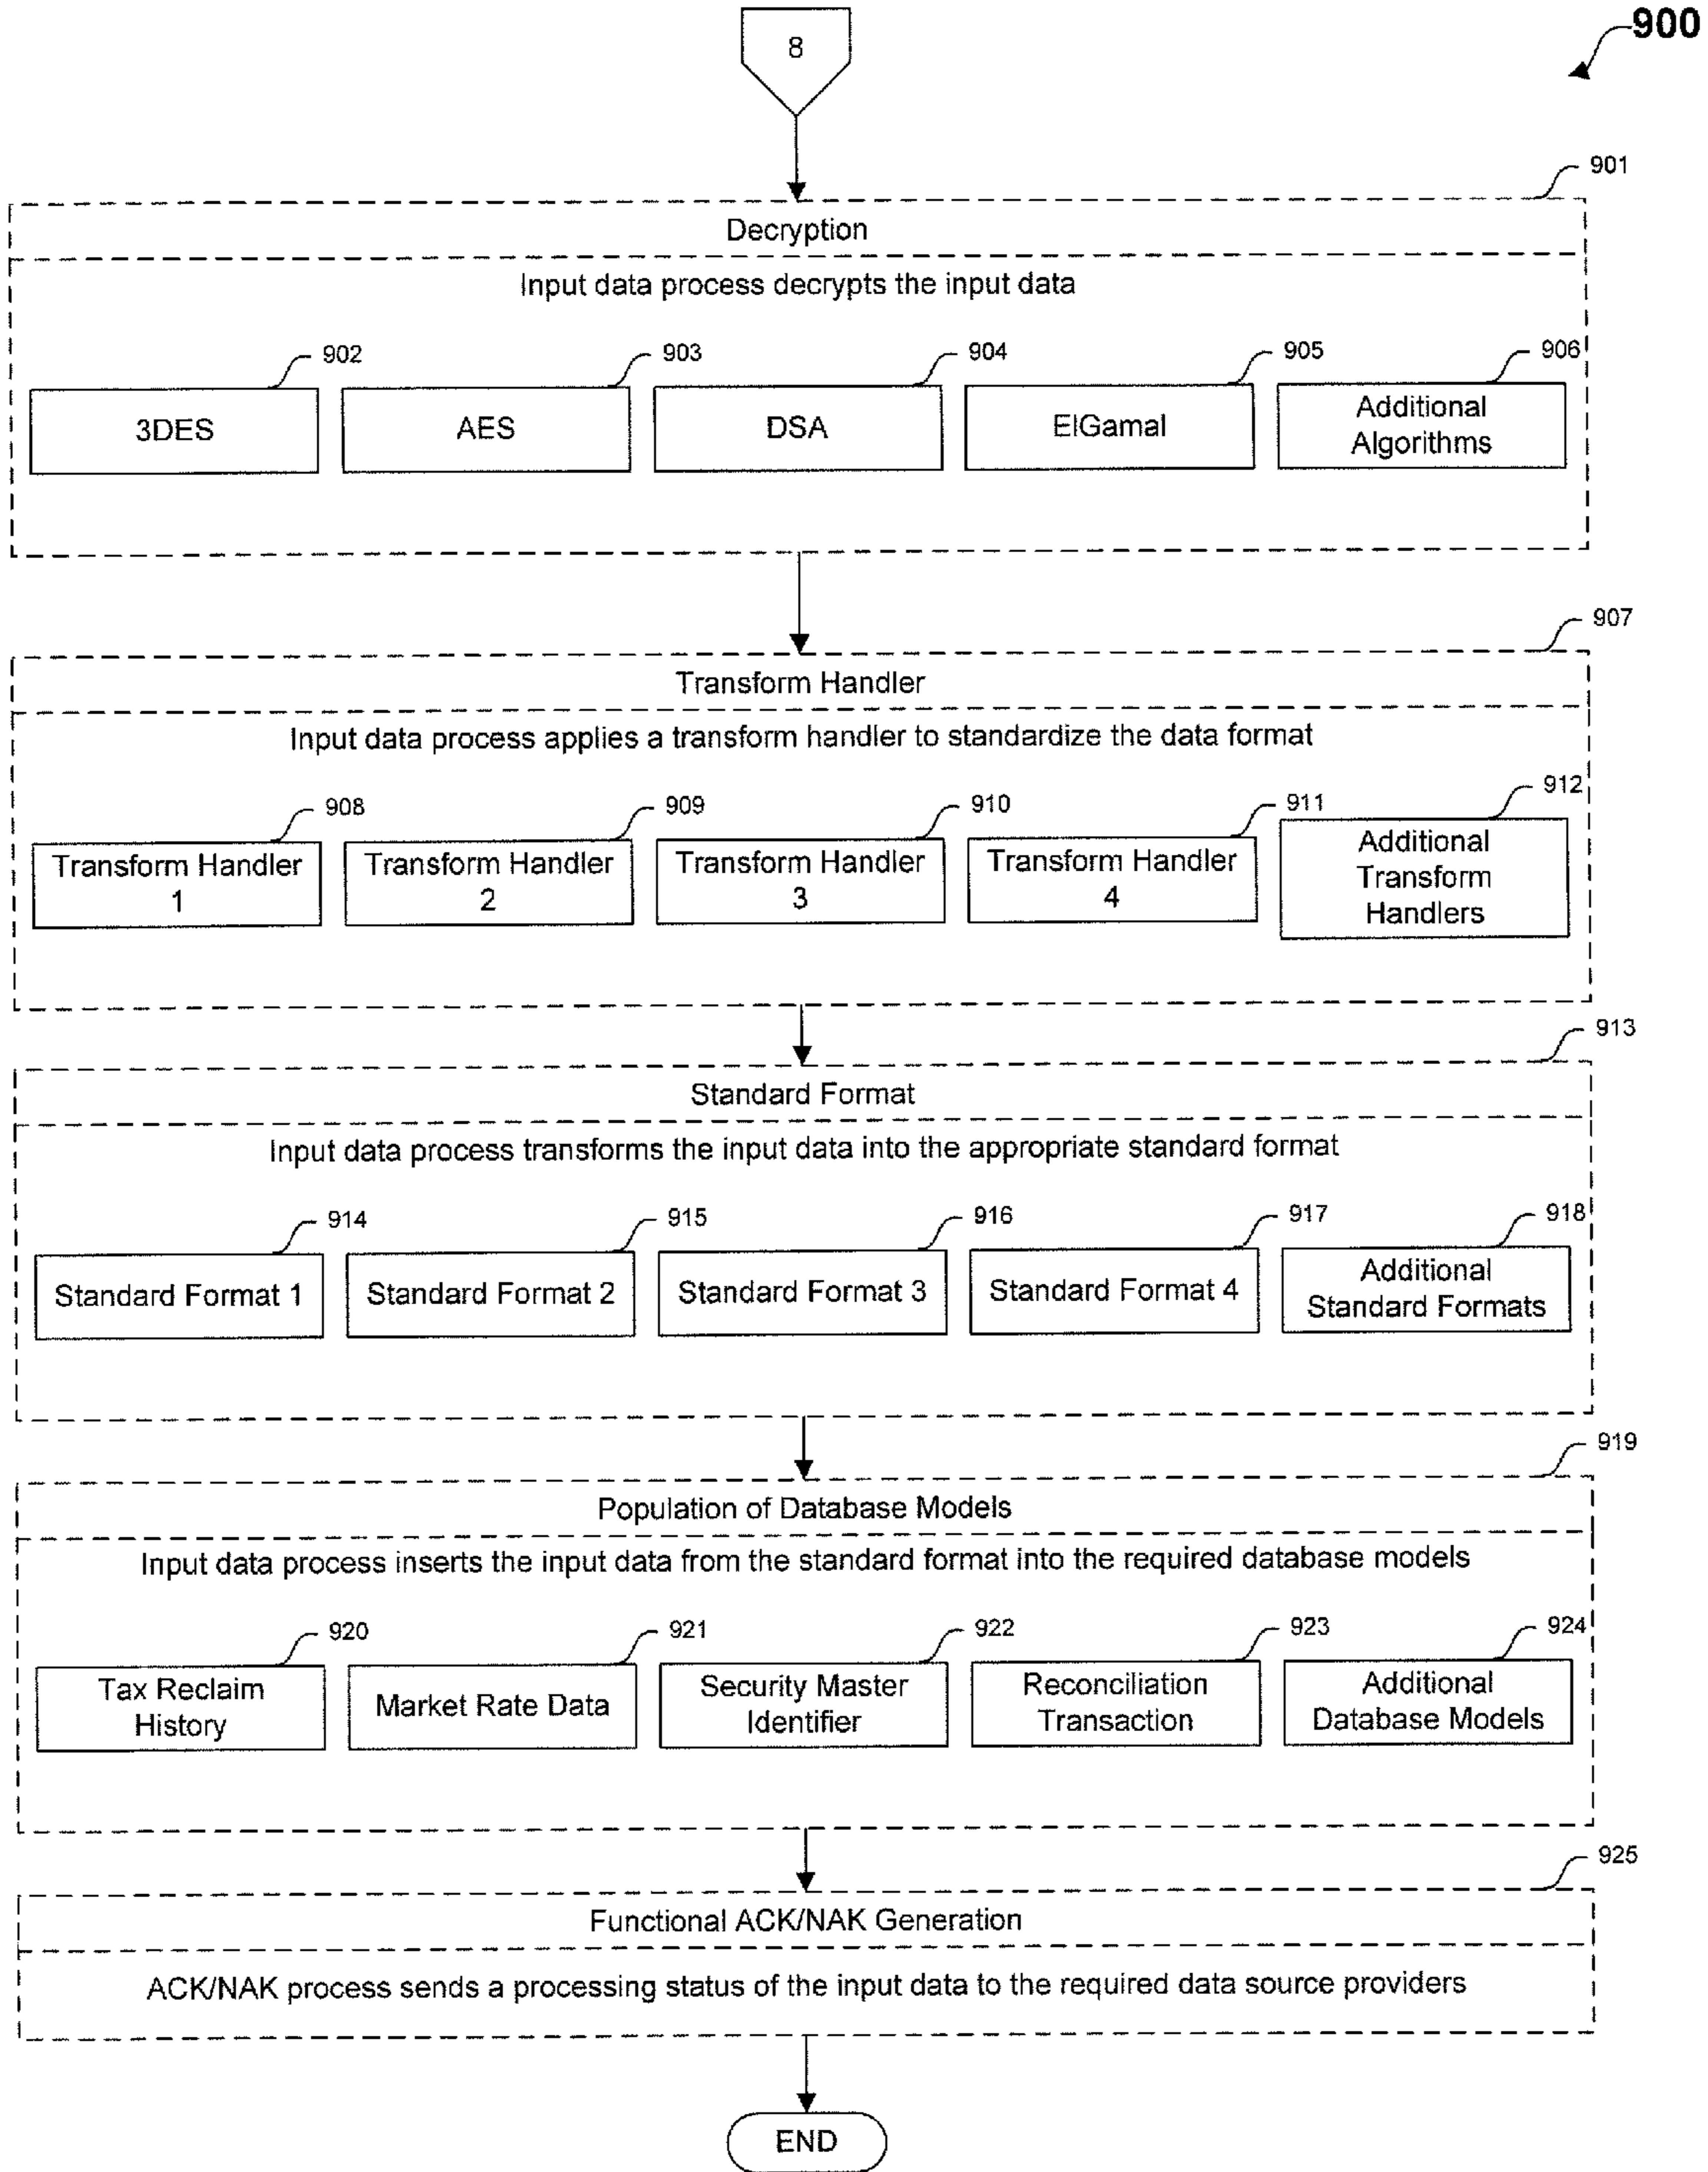 900
8
901
Decryption
Input data process decrypts the input data
902
903
904
905
906
3DES
AES
DSA
ElGamal
Additional
Algorithms
907
Transform Handler
Input data process applies a transform handler to standardize the data format
908
909
910
911
912
Transform Handler
1
Transform Handler
2
Transform Handler
3
Transform Handler
4
Additional
Transform
Handlers
913
Standard Format
Input data process transforms the input data into the appropriate standard format
914
915
916
917
918
Standard Format 1
Standard Format 2
Standard Format 3
Standard Format 4
Additional
Standard Formats
919
Population of Database Models
Input data process inserts the input data from the standard format into the required database models
920
921
922
923
924
Tax Reclaim
History
Market Rate Data
Security Master
Identifier
Reconciliation
Transaction
Additional
Database Models
925
Functional ACK/NAK Generation
ACK/NAK process sends a processing status of the input data to the required data source providers
END